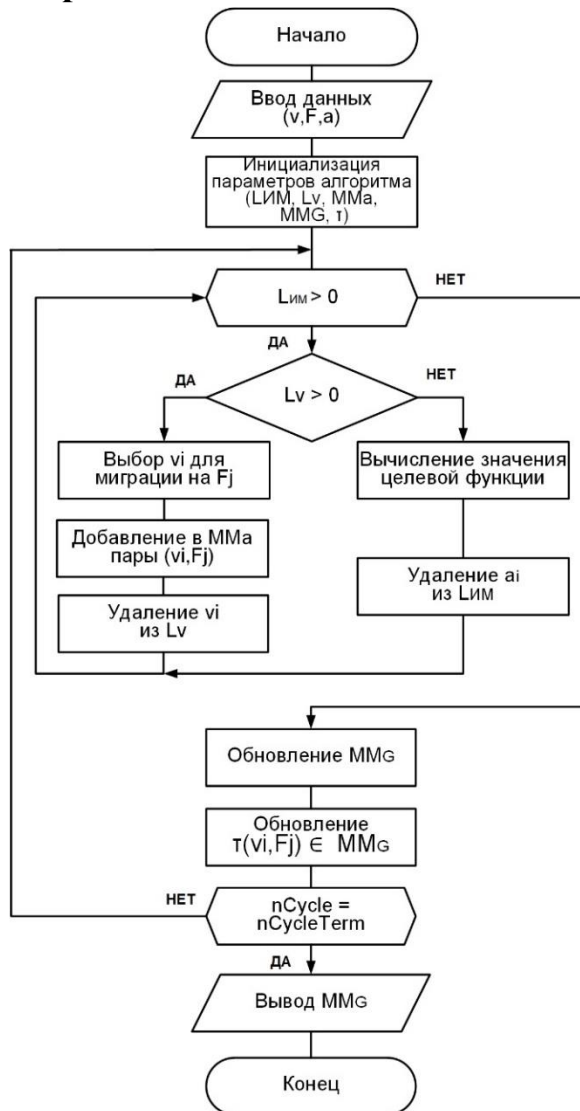 Начало
Ввод данных
(v,F,a)
Инициализация
параметров алгоритма
(LИМ, Lv, MMa,
MMG, τ)
LИМ > 0
НЕТ
ДА
Lv > 0
ДА
НЕТ
Выбор vi для
миграции на Fj
Добавление в ММа
пары (vi,Fj)
Удаление vi
из Lv
Вычисление значения
целевой функции
Удаление ai
из LИМ
Обновление MMG
Обновление
τ(vi,Fj) ∈ MMG
НЕТ
nCycle =
nCycleTerm
ДА
Вывод MMG
Конец